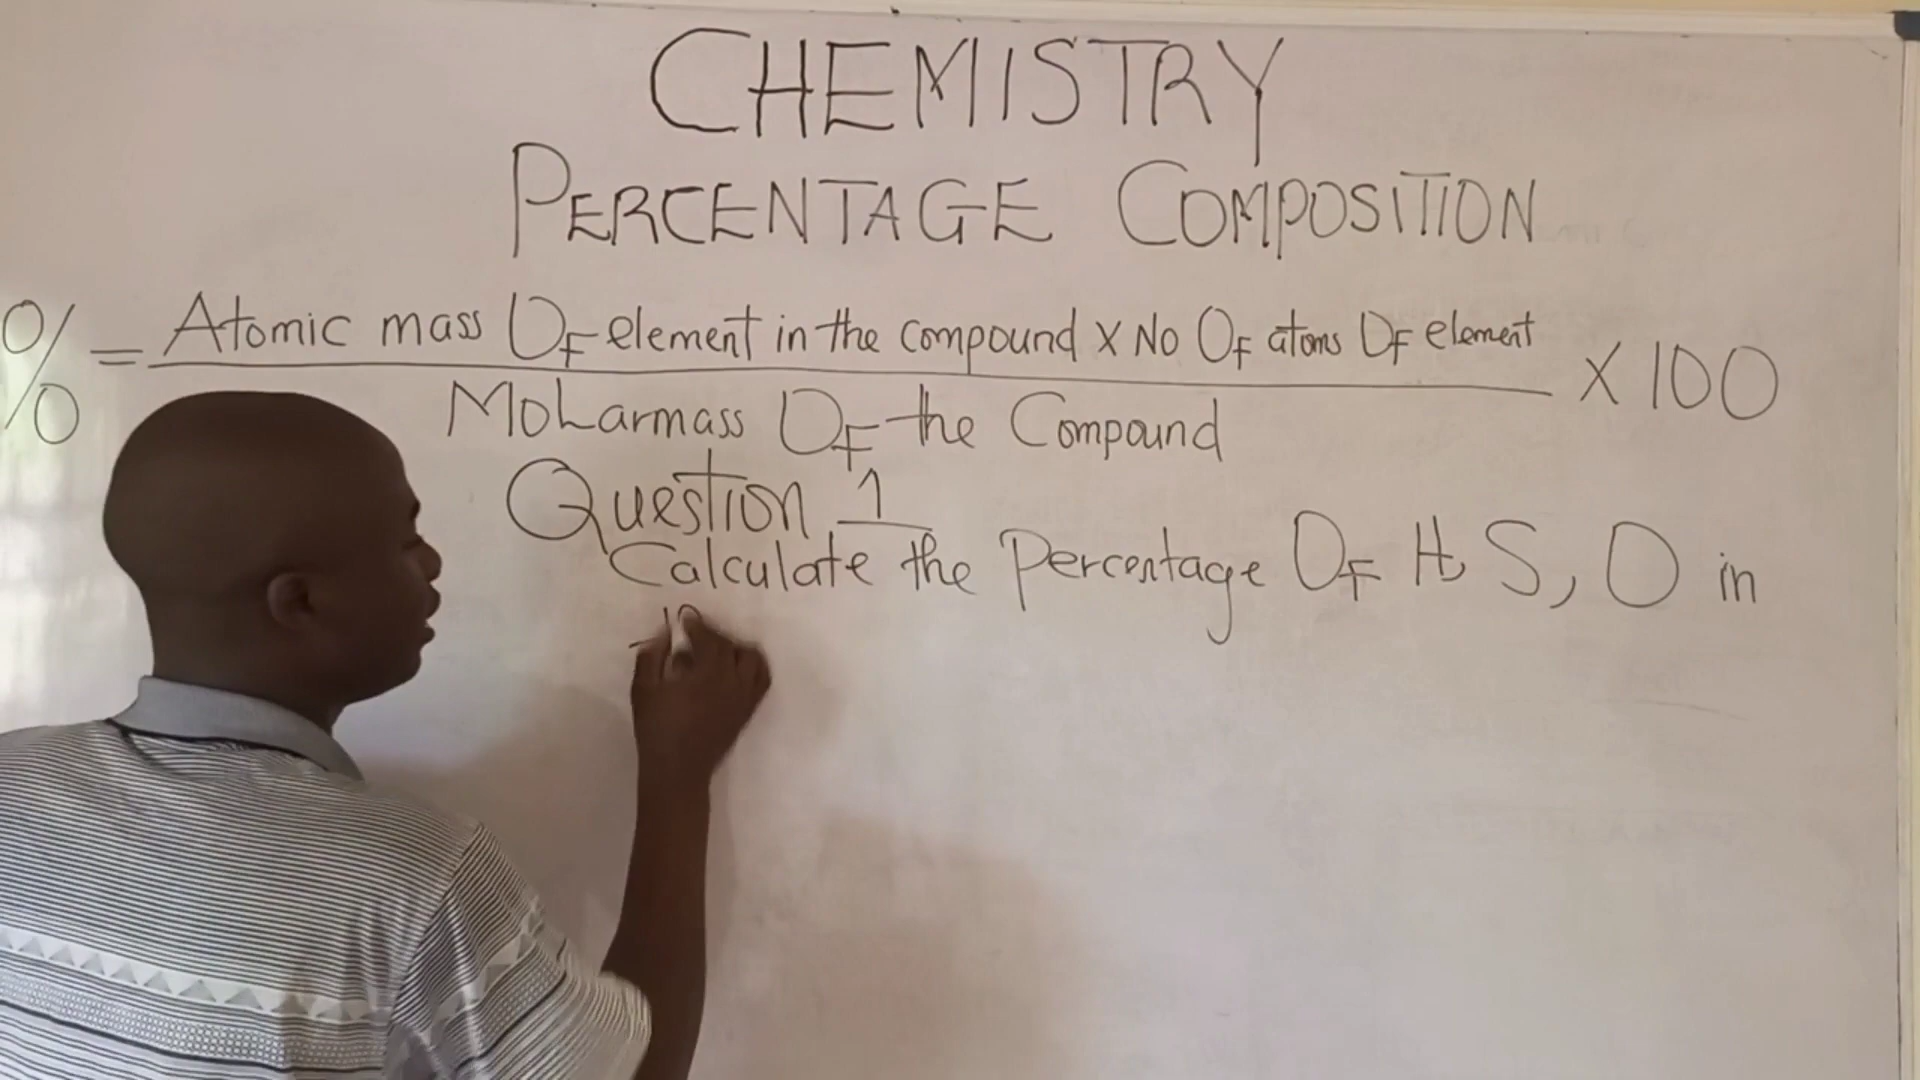 CHEMISTRY
PERCENTAGE COMPOSITION
% = Atomic mass OF element in the compound X No OF atoms OF element X 100
Molarmass OF the Compound
Question 1
Calculate the Percentage OF H, S, O in